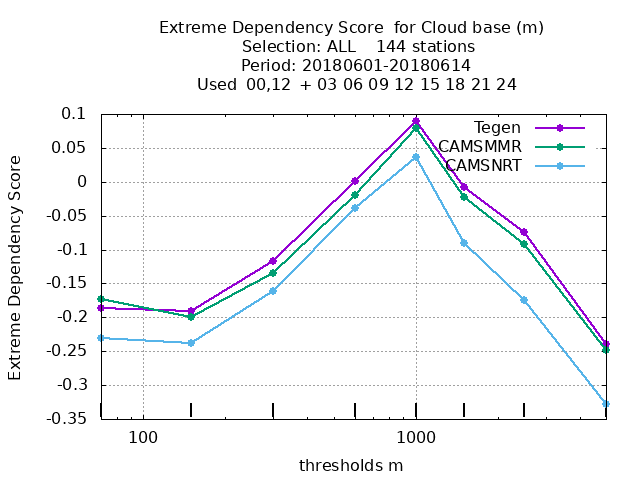 Extreme Dependency Score  for Cloud base (m)
Selection: ALL    144 stations
Period: 20180601-20180614
Used  00,12  + 03 06 09 12 15 18 21 24
Extreme Dependency Score
0.1
0.05
0
-0.05
-0.1
-0.15
-0.2
-0.25
-0.3
-0.35
Tegen
CAMSMMR
CAMSNRT
100
1000
thresholds m